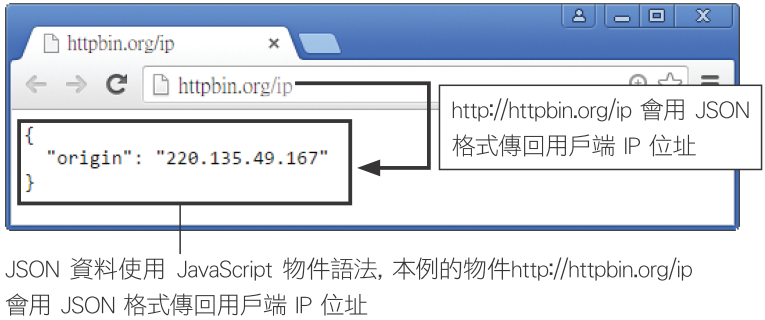 httpbin.org/ip
httpbin.org/ip
http://httpbin.org/ip 會用 JSON
格式傳回用戶端 IP 位址
{
"origin": "220.135.49.167"
}
JSON 資料使用 JavaScript 物件語法, 本例的物件http://httpbin.org/ip
會用 JSON 格式傳回用戶端 IP 位址